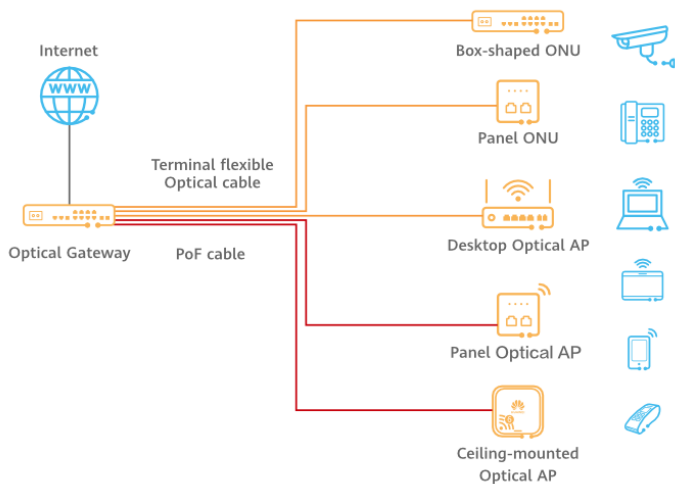 Internet
WWW
Terminal flexible
Optical cable
Optical Gateway
PoF cable
Box-shaped ONU
Panel ONU
Desktop Optical AP
Panel Optical AP
Ceiling-mounted
Optical AP